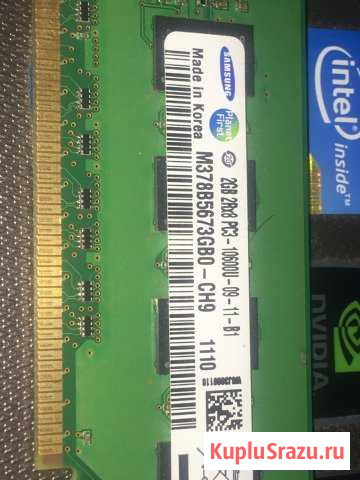 SAMSUNG
Planet First
Made in Korea
2GB 2Rx8 PC3-10600U-09-11-B1
M378B5673GB0-CH9
1110
intel
inside
NVIDIA
KupluSrazu.ru